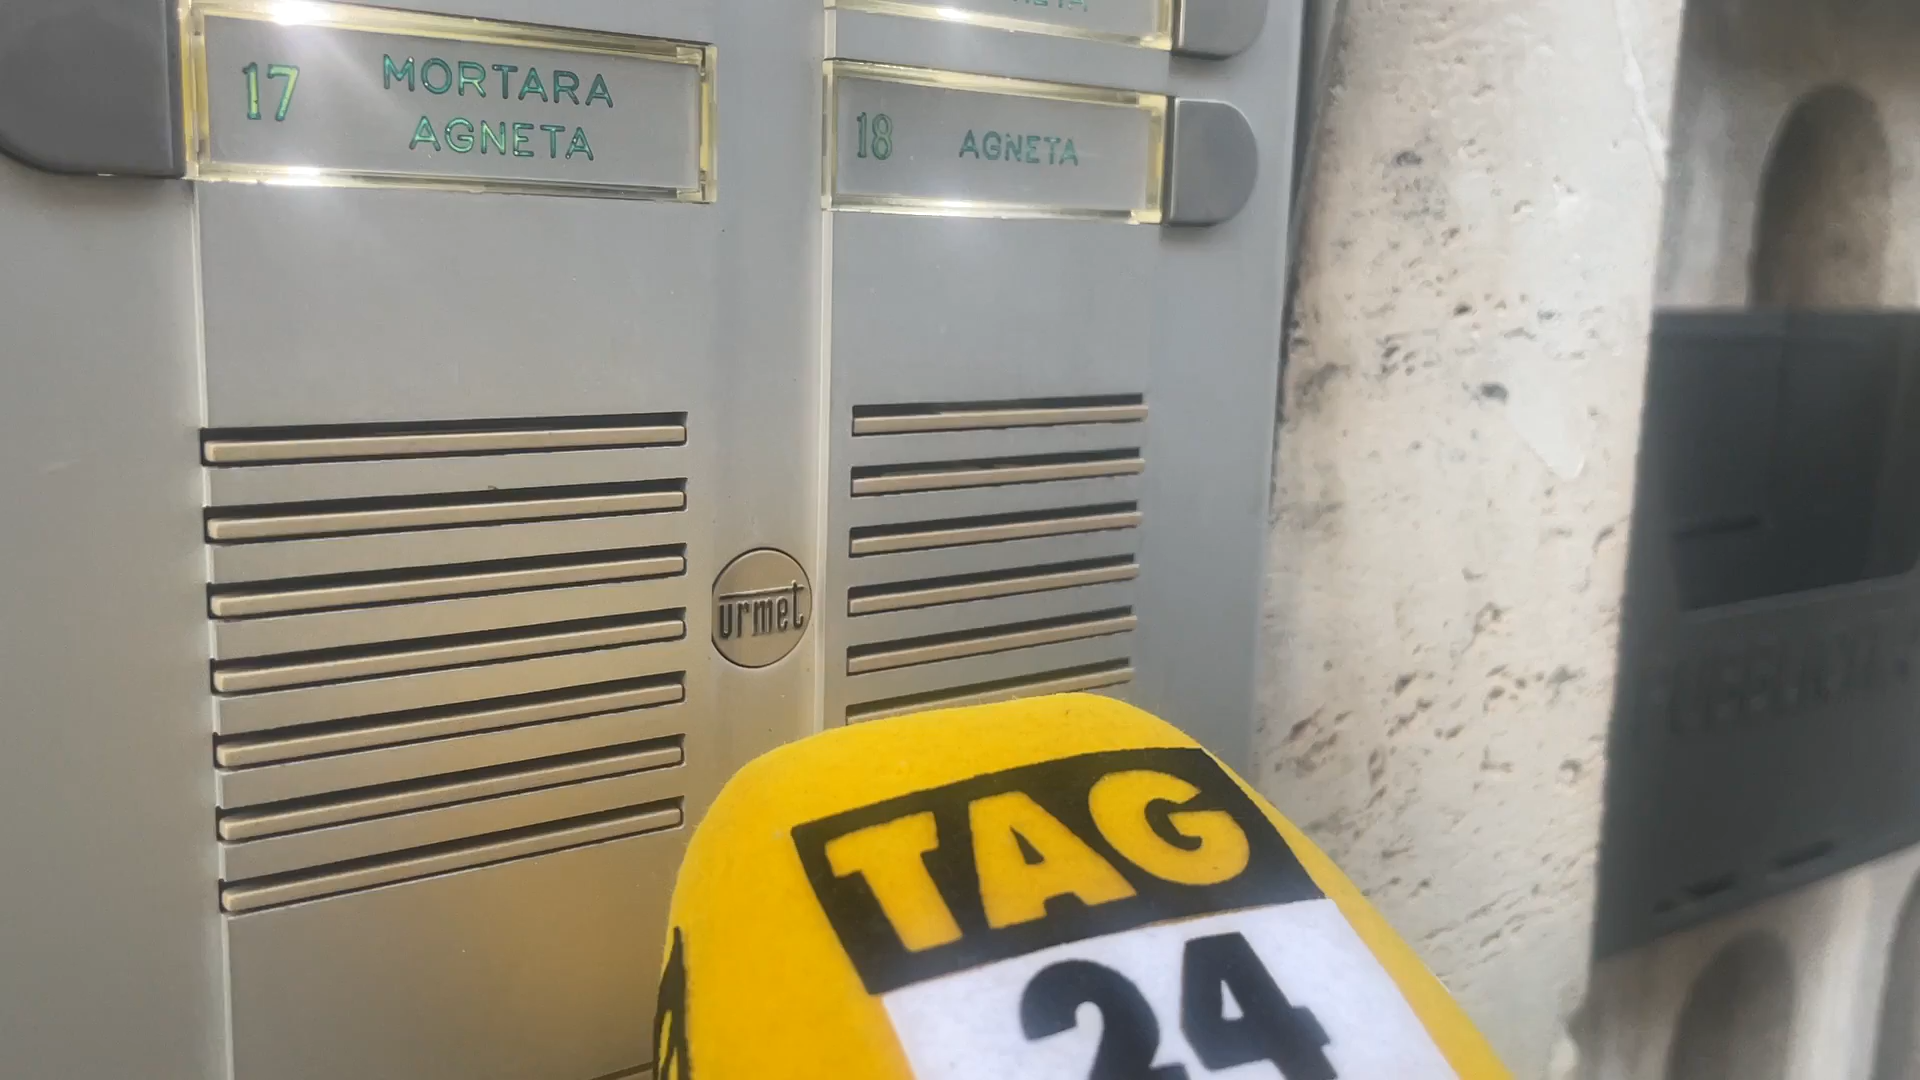 17 MORTARA
AGNETA
18 AGNETA
urmet
TAG
24